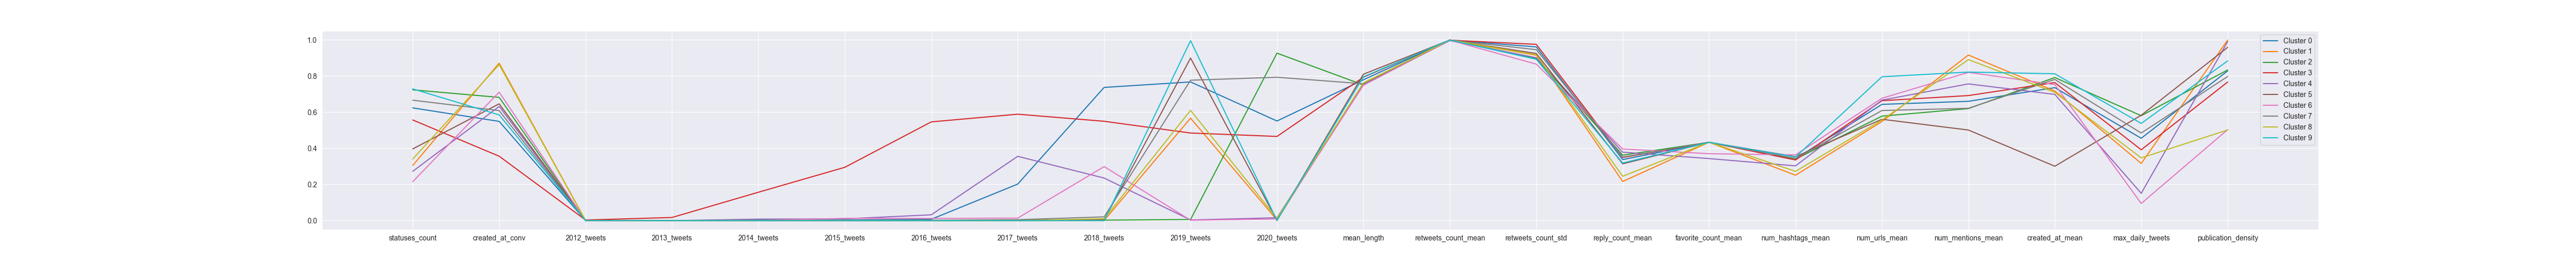 1.0
0.8
0.6
0.4
0.2
0.0
statuses_count created_at_conv 2012_tweets 2013_tweets 2014_tweets 2015_tweets 2016_tweets 2017_tweets 2018_tweets 2019_tweets 2020_tweets mean_length retweets_count_mean retweets_count_std reply_count_mean favorite_count_mean num_hashtags_mean num_urls_mean num_mentions_mean created_at_mean max_daily_tweets publication_density
Cluster 0
Cluster 1
Cluster 2
Cluster 3
Cluster 4
Cluster 5
Cluster 6
Cluster 7
Cluster 8
Cluster 9